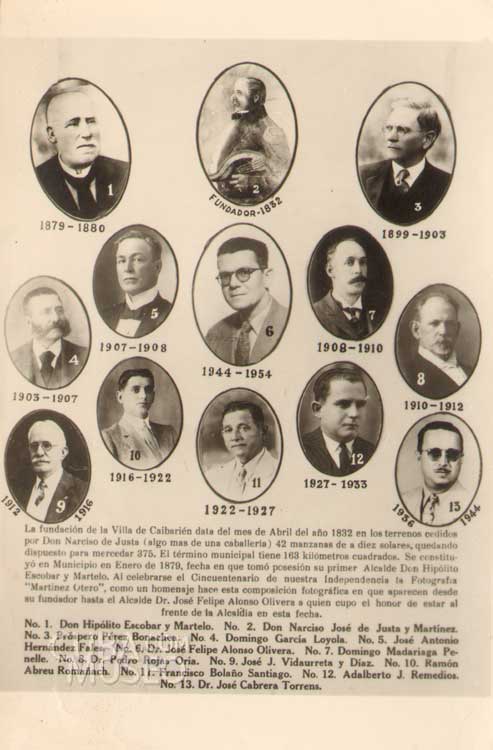 1
2
3
FUNDADOR-1832
1879-1880
1899-1903
4
5
6
7
8
1907-1908
1944-1954
1908-1910
1903-1907
1910-1912
9
10
11
12
13
1916-1922
1927-1933
1912
1916
1922-1927
1936
1944
La fundación de la Villa de Caibarién data del mes de Abril del año 1832 en los terrenos cedidos
por Don Narciso de Justa (algo mas de una caballeria) 42 manzanas de a diez solares, quedando
dispuesto para mercedar 375. El término municipal tiene 163 kilómetros cuadrados. Se constitu-
yó en Municipio en Enero de 1879, fecha en que tomó posesión su primer Alcalde Don Hipólito
Escobar y Martelo. Al celebrarse el Cincuentenario de nuestra Independencia la Fotografia
"Martinez Otero", como un homenaje hace esta composición fotográfica en que aparecen desde
su fundador hasta el Alcalde Dr. José Felipe Alonso Olivera a quien cupo el honor de estar al
frente de la Alcaldia en esta fecha.
No. 1. Don Hipólito Escobar y Martelo. No. 2. Don Narciso José de Justa y Martínez.
No. 3. Próspero Pérez Bonachea. No. 4. Domingo García Loyola. No. 5. José Antonio
Hernández Fales. No. 6. Dr. José Felipe Alonso Olivera. No. 7. Domingo Madariaga Pe-
nelle. No. 8. Dr. Pedro Rojas Oria. No. 9. José J. Vidaurreta y Díaz. No. 10. Ramón
Abreu Romañach. No. 11. Francisco Bolaño Santiago. No. 12. Adalberto J. Remedios.
No. 13. Dr. José Cabrera Torrens.